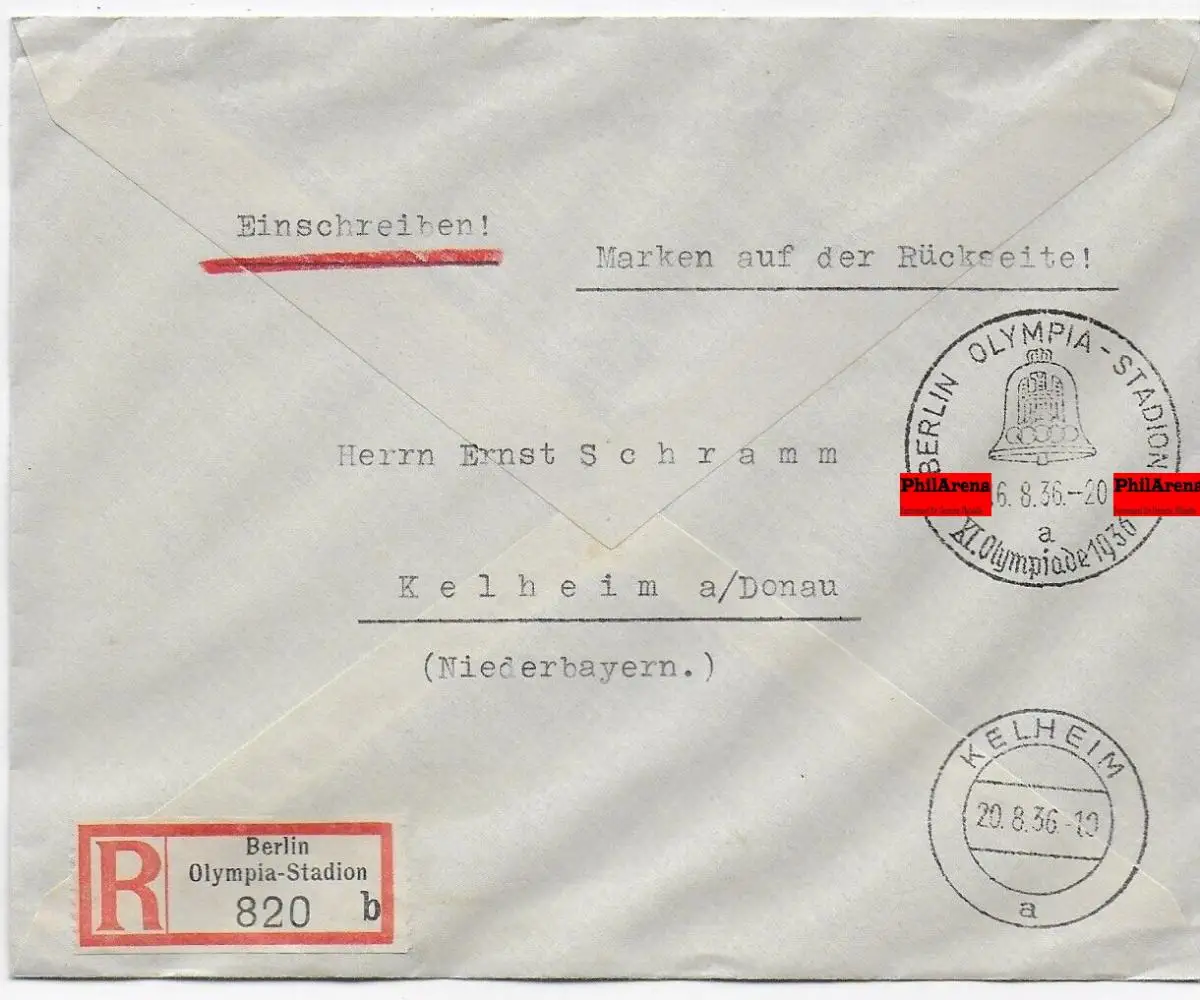 Einschreiben!
Marken auf der Rückseite!
BERLIN OLYMPIA-STADION
PhilArena
6. 8. 36.--20
PhilArena
a
XI. Olympiade 1936
Herrn Ernst Schramm
Kelheim a/Donau
(Niederbayern.)
KELHEIM
20. 8. 36.-10
a
R
Berlin
Olympia-Stadion
820 b